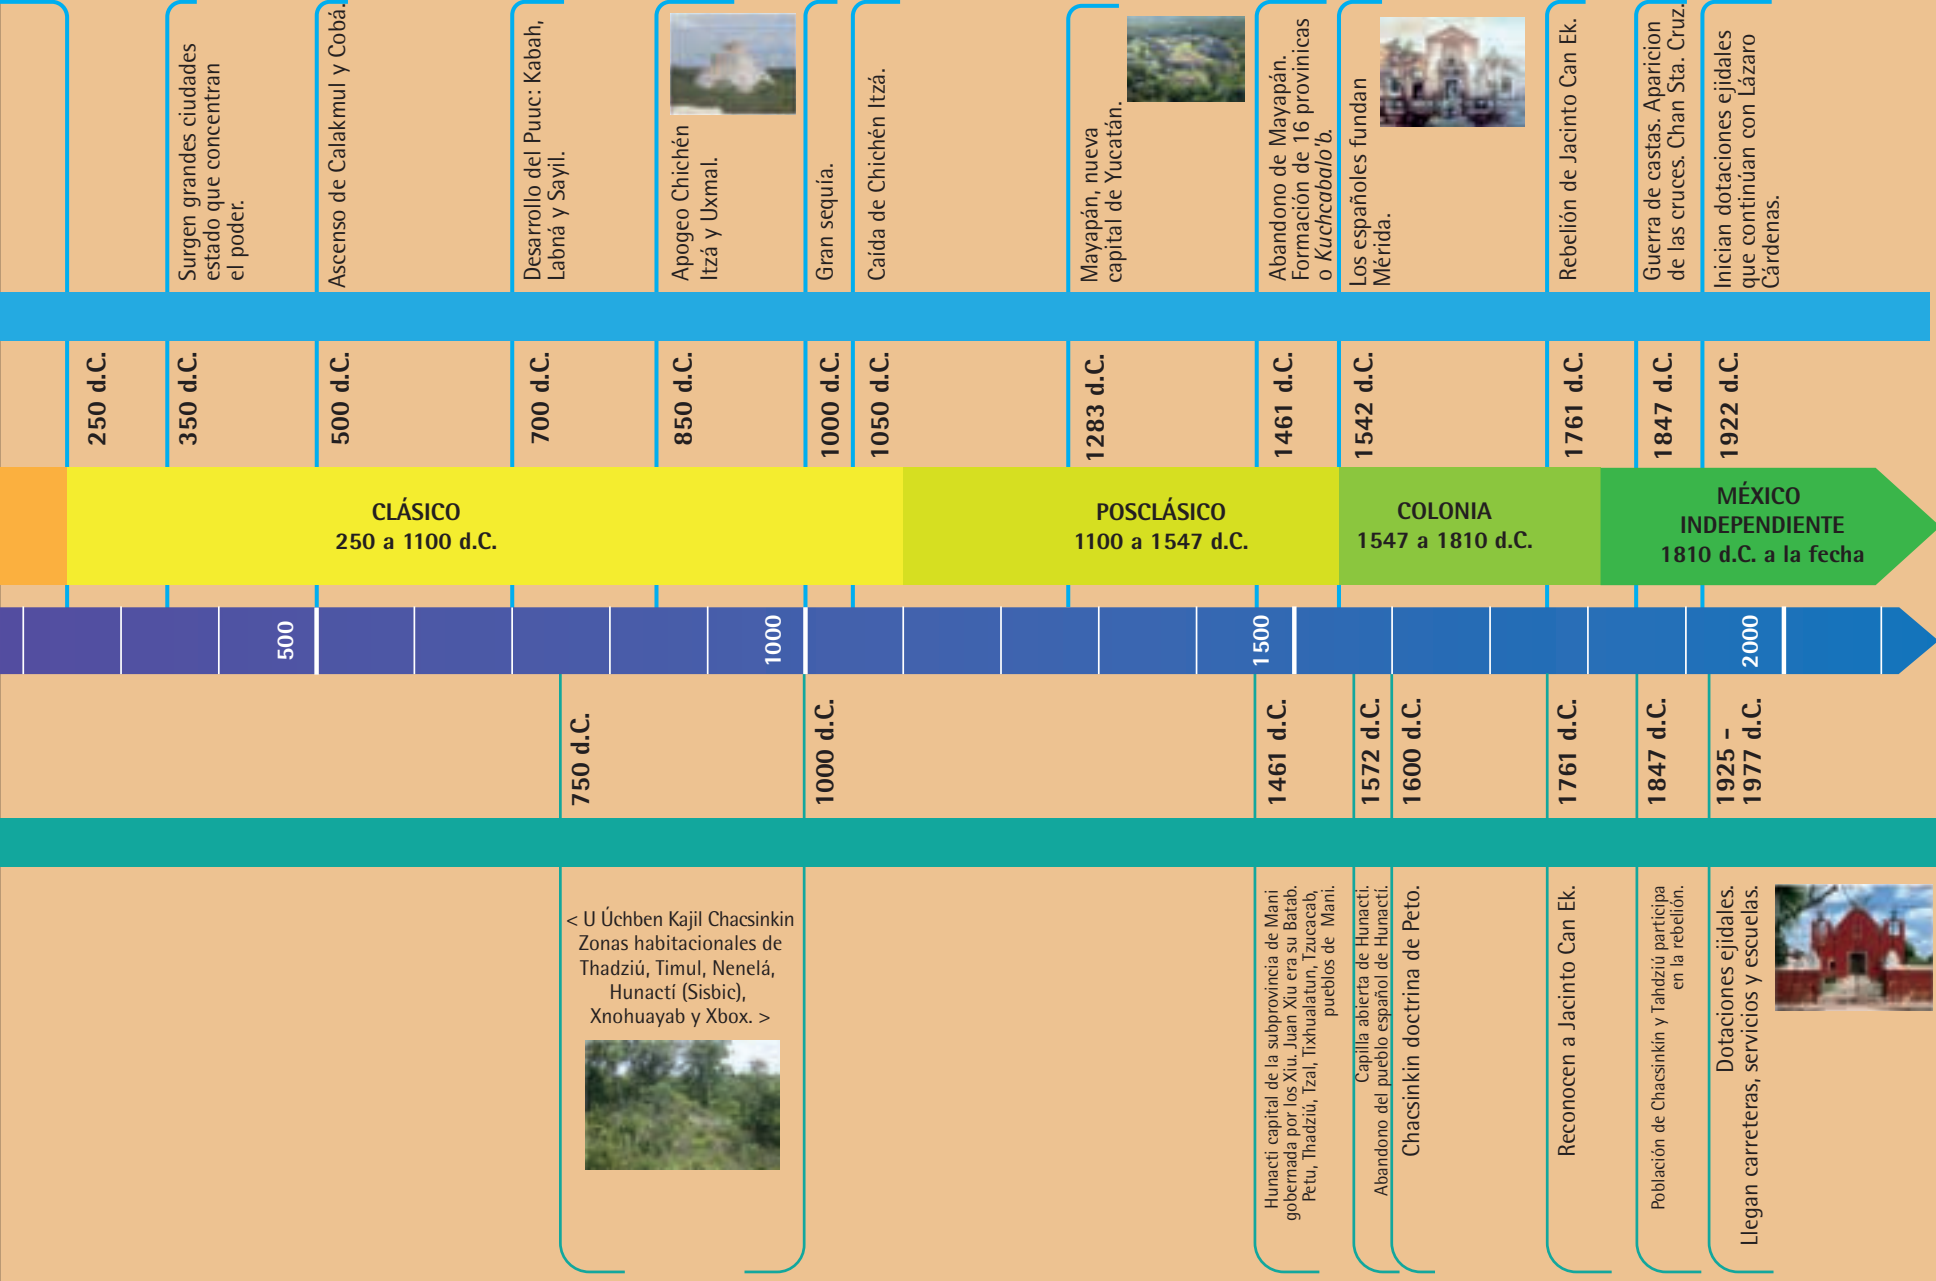 Surgen grandes ciudades
estado que concentran
el poder.
Ascenso de Calakmul y Cobá.
Desarrollo del Puuc: Kabah,
Labná y Sayil.
Apogeo Chichén
Itzá y Uxmal.
Gran sequía.
Caída de Chichén Itzá.
Mayapán, nueva
capital de Yucatán.
Abandono de Mayapán.
Formación de 16 provinicas
o Kuchcabalo'b.
Los españoles fundan
Mérida.
Rebelión de Jacinto Can Ek.
Guerra de castas. Aparicion
de las cruces. Chan Sta. Cruz.
Inician dotaciones ejidales
que continúan con Lázaro
Cárdenas.
250 d.C.
350 d.C.
500 d.C.
700 d.C.
850 d.C.
1000 d.C.
1050 d.C.
1283 d.C.
1461 d.C.
1542 d.C.
1761 d.C.
1847 d.C.
1922 d.C.
CLÁSICO
250 a 1100 d.C.
POSCLÁSICO
1100 a 1547 d.C.
COLONIA
1547 a 1810 d.C.
MÉXICO
INDEPENDIENTE
1810 d.C. a la fecha
500
1000
1500
2000
750 d.C.
1000 d.C.
1461 d.C.
1572 d.C.
1600 d.C.
1761 d.C.
1847 d.C.
1925 –
1977 d.C.
< U Úchben Kajil Chacsinkin
Zonas habitacionales de
Thadziú, Timul, Nenelá,
Hunactí (Sisbic),
Xnohuayab y Xbox. >
Hunacti capital de la subprovincia de Mani
gobernada por los Xiu. Juan Xiu era su Batab.
Petu, Thadziú, Tzal, Tixhualatun, Tzucacab,
pueblos de Mani.
Capilla abierta de Hunacti.
Abandono del pueblo español de Hunactí.
Chacsinkin doctrina de Peto.
Reconocen a Jacinto Can Ek.
Población de Chacsinkín y Tahdziú participa
en la rebelión.
Dotaciones ejidales.
Llegan carreteras, servicios y escuelas.